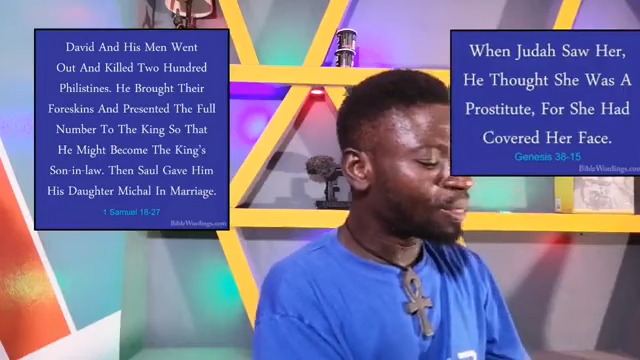 David And His Men Went
Out And Killed Two Hundred
Philistines. He Brought Their
Foreskins And Presented The Full
Number To The King So That
He Might Become The King's
Son-in-law. Then Saul Gave Him
His Daughter Michal In Marriage.
1 Samuel 18-27
BibleWordings.com
When Judah Saw Her,
He Thought She Was A
Prostitute, For She Had
Covered Her Face.
Genesis 38-15
BibleWordings.com